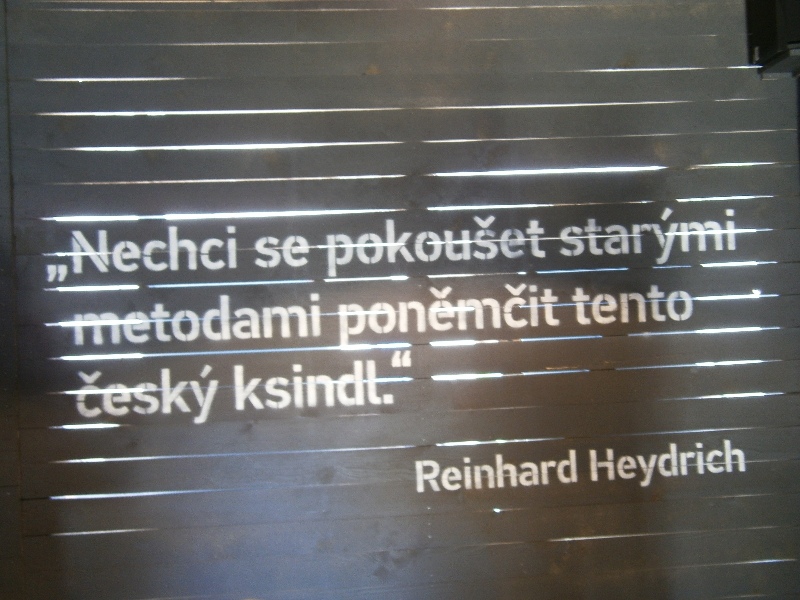 „Nechci se pokoušet starými
metodami poněmčit tento
český ksindl.“
Reinhard Heydrich